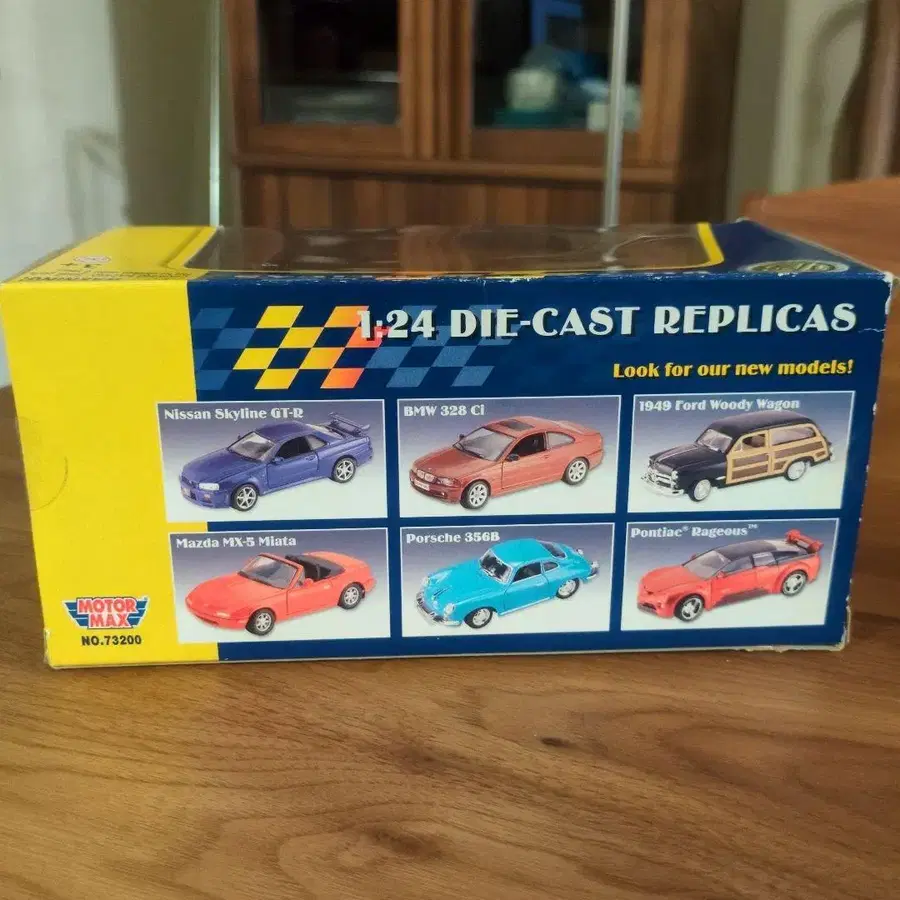 1:24 DIE-CAST REPLICAS
Look for our new models!
Nissan Skyline GT-R
BMW 328 Ci
1949 Ford Woody Wagon
Mazda MX-5 Miata
Porsche 356B
Pontiac® Rageous™
MOTOR
MAX
NO.73200